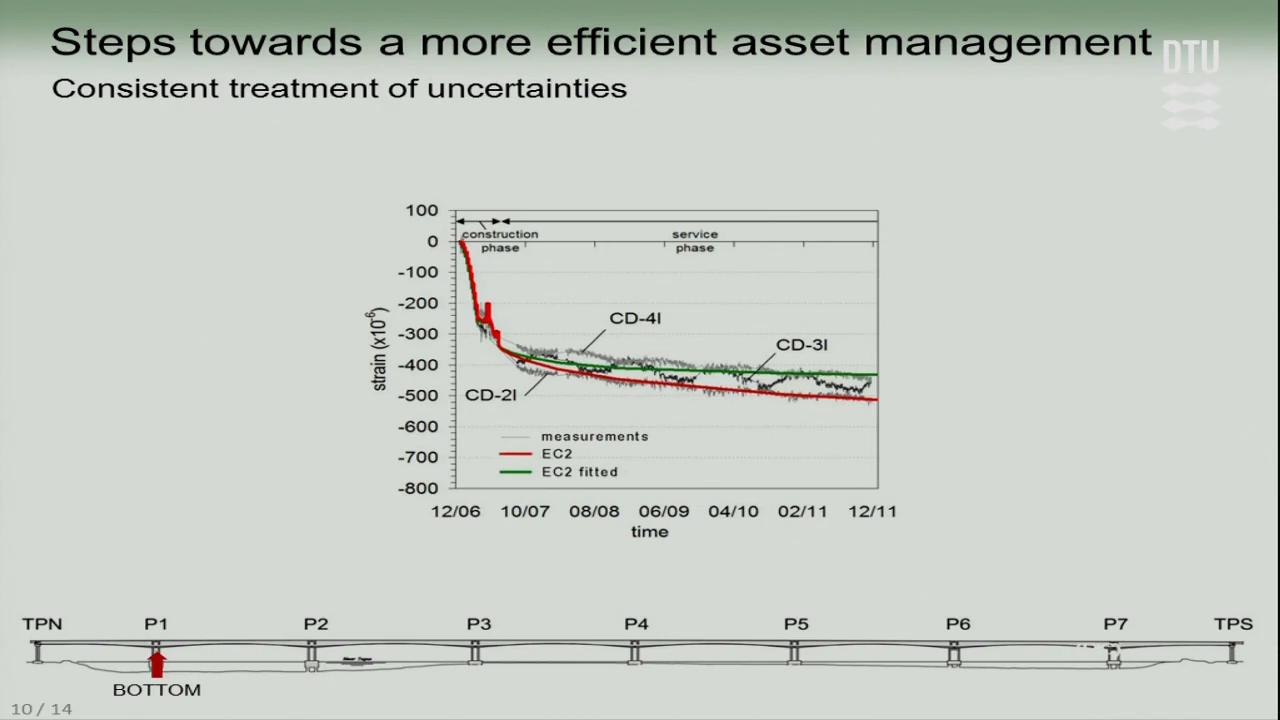 Steps towards a more efficient asset management
DTU
Consistent treatment of uncertainties
100
0
-100
-200
-300
-400
-500
-600
-700
-800
strain (x10⁻⁶)
construction
phase
service
phase
CD-4I
CD-3I
CD-2I
measurements
EC2
EC2 fitted
12/06 10/07 08/08 06/09 04/10 02/11 12/11
time
TPN P1 P2 P3 P4 P5 P6 P7 TPS
BOTTOM
10 / 14